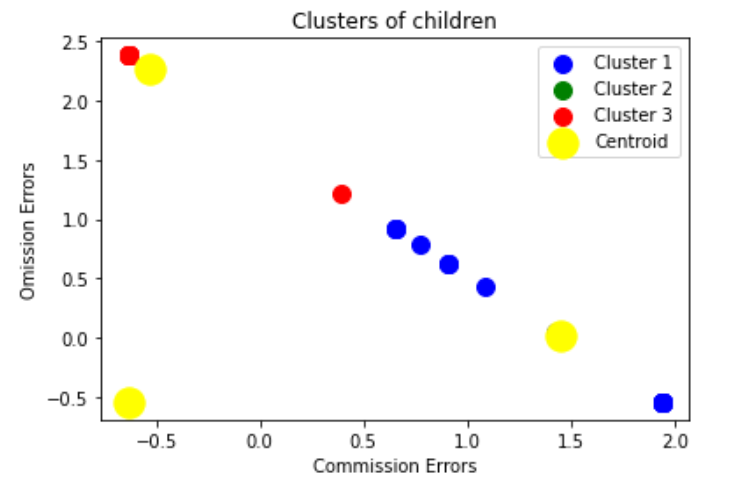 Clusters of children
2.5
2.0
1.5
1.0
0.5
0.0
−0.5
Omission Errors
Cluster 1
Cluster 2
Cluster 3
Centroid
−0.5 0.0 0.5 1.0 1.5 2.0
Commission Errors